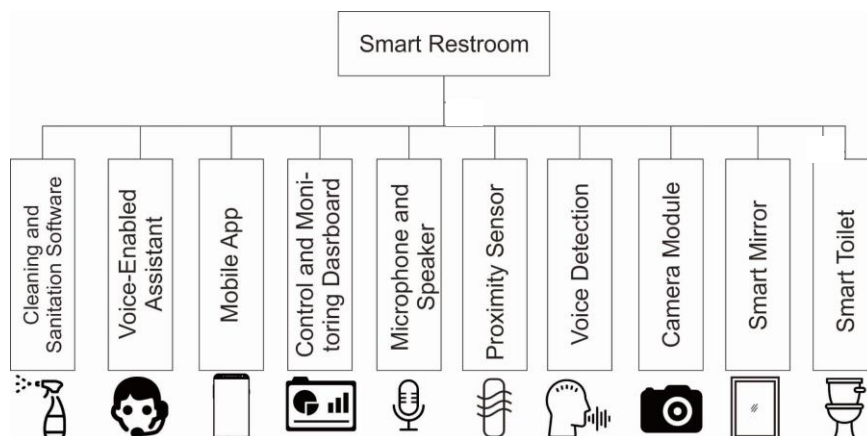 Smart Restroom
Cleaning and
Sanitation Software
Voice-Enabled
Assistant
Mobile App
Control and Moni-
toring Dasrboard
Microphone and
Speaker
Proximity Sensor
Voice Detection
Camera Module
Smart Mirror
Smart Toilet